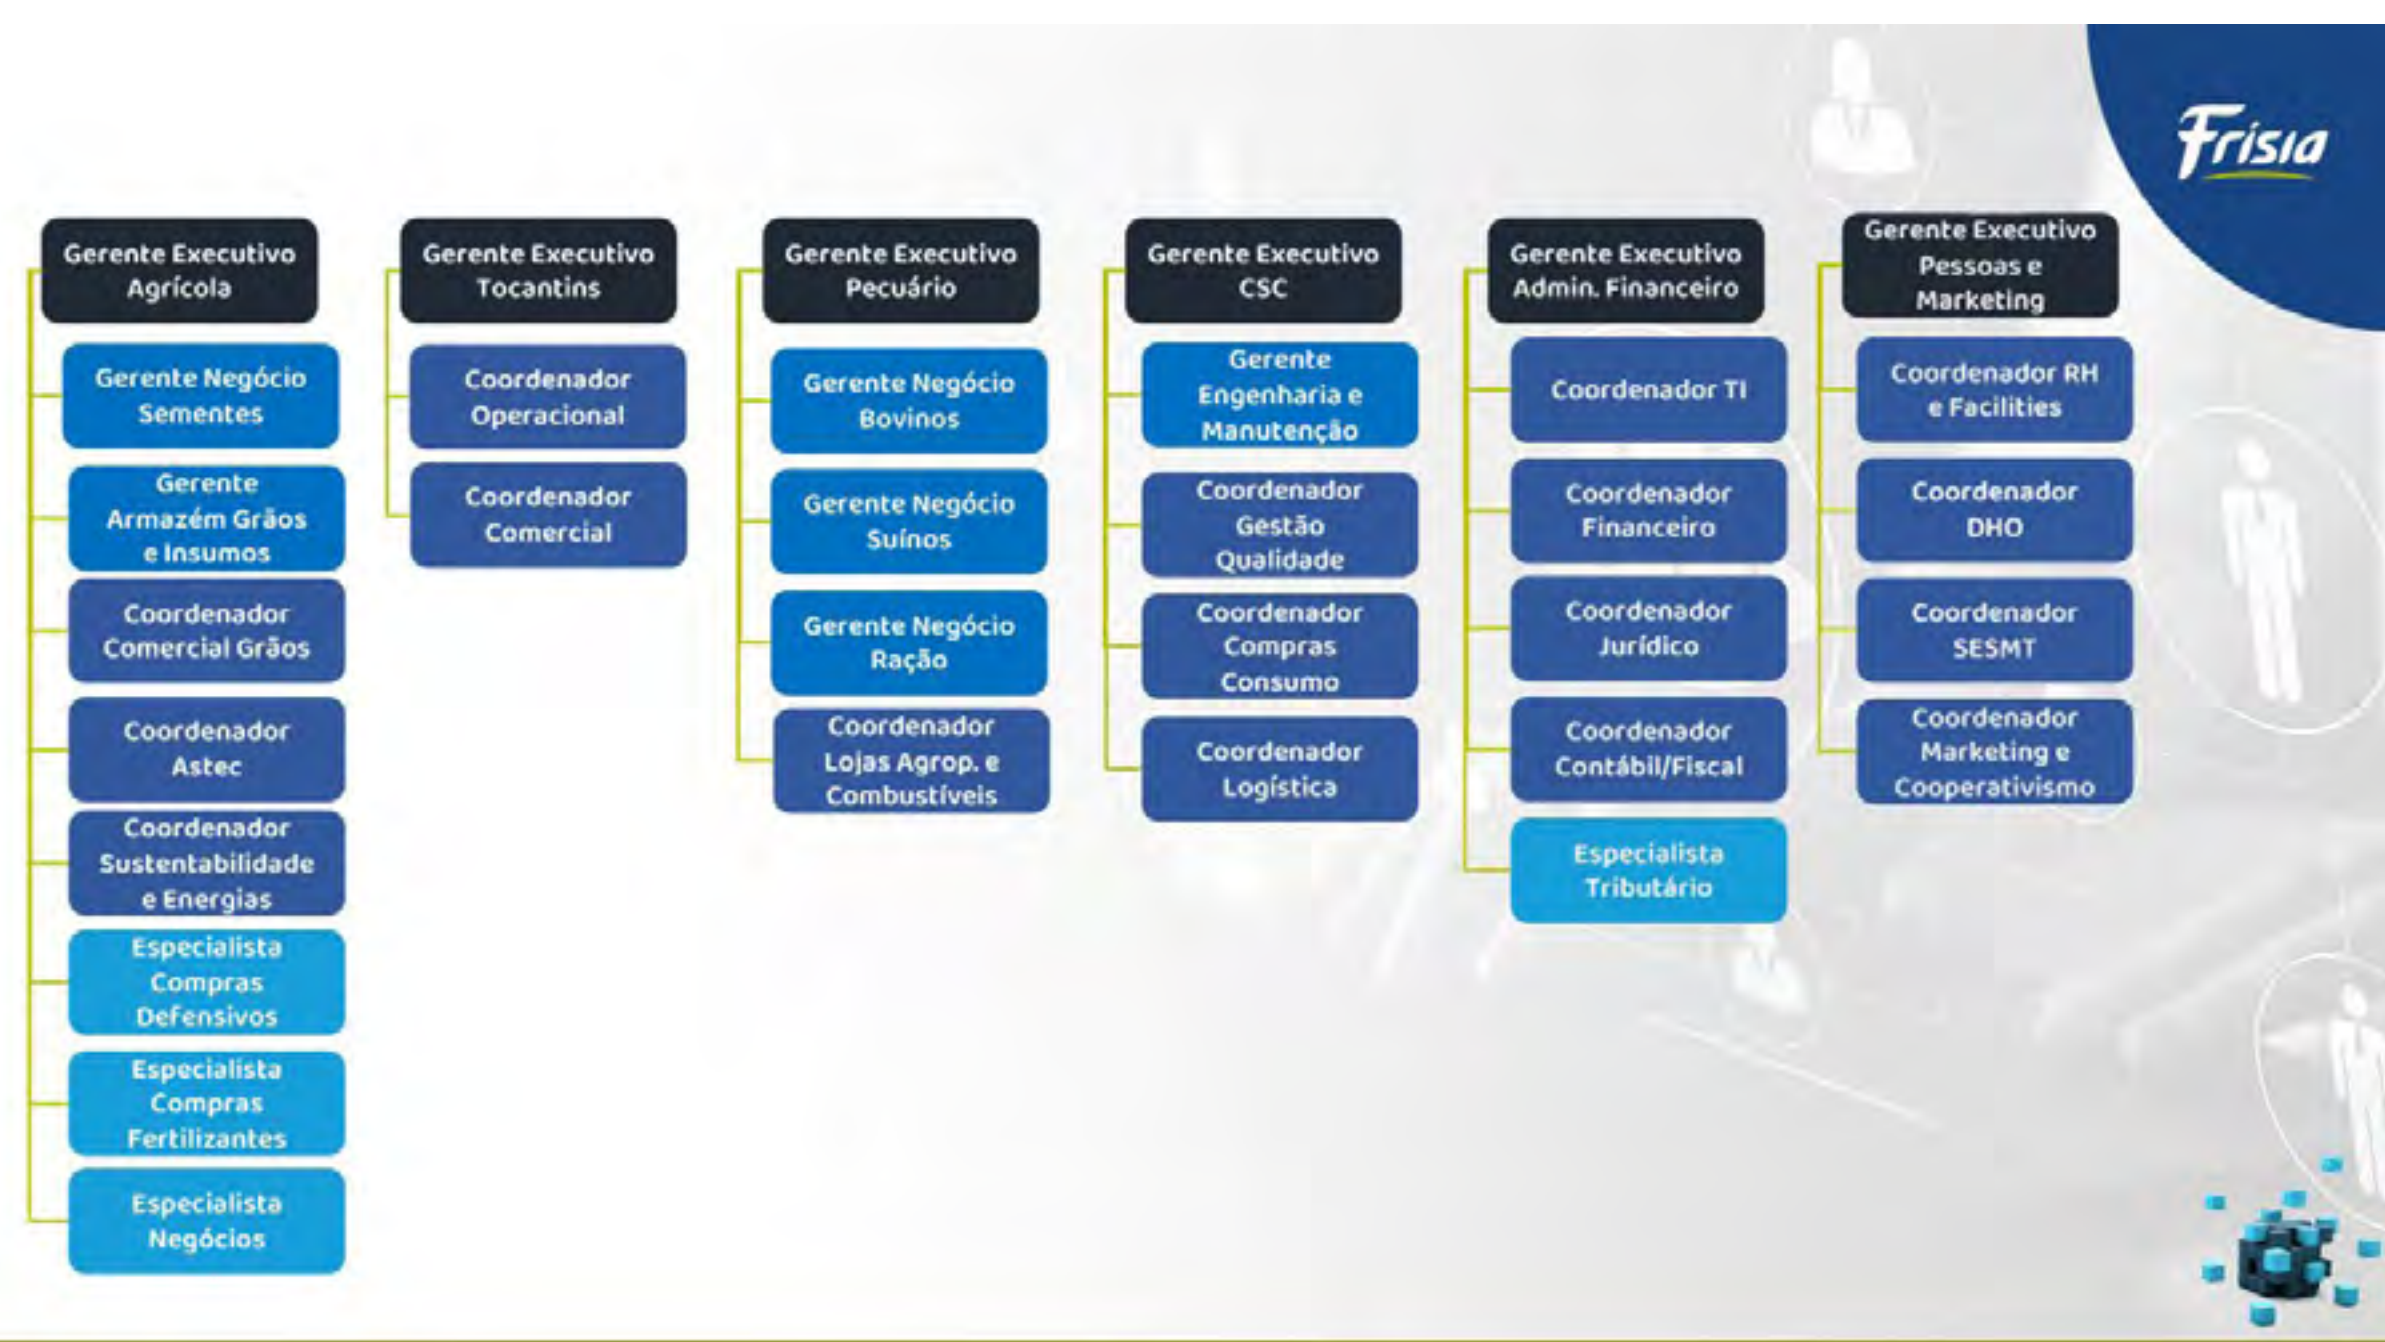 Frísia
Gerente Executivo
Agrícola
Gerente Negócio
Sementes
Gerente
Armazém Grãos
e Insumos
Coordenador
Comercial Grãos
Coordenador
Astec
Coordenador
Sustentabilidade
e Energias
Especialista
Compras
Defensivos
Especialista
Compras
Fertilizantes
Especialista
Negócios
Gerente Executivo
Tocantins
Coordenador
Operacional
Coordenador
Comercial
Gerente Executivo
Pecuário
Gerente Negócio
Bovinos
Gerente Negócio
Suínos
Gerente Negócio
Ração
Coordenador
Lojas Agrop. e
Combustíveis
Gerente Executivo
CSC
Gerente
Engenharia e
Manutenção
Coordenador
Gestão
Qualidade
Coordenador
Compras
Consumo
Coordenador
Logística
Gerente Executivo
Admin. Financeiro
Coordenador TI
Coordenador
Financeiro
Coordenador
Jurídico
Coordenador
Contábil/Fiscal
Especialista
Tributário
Gerente Executivo
Pessoas e
Marketing
Coordenador RH
e Facilities
Coordenador
DHO
Coordenador
SESMT
Coordenador
Marketing e
Cooperativismo